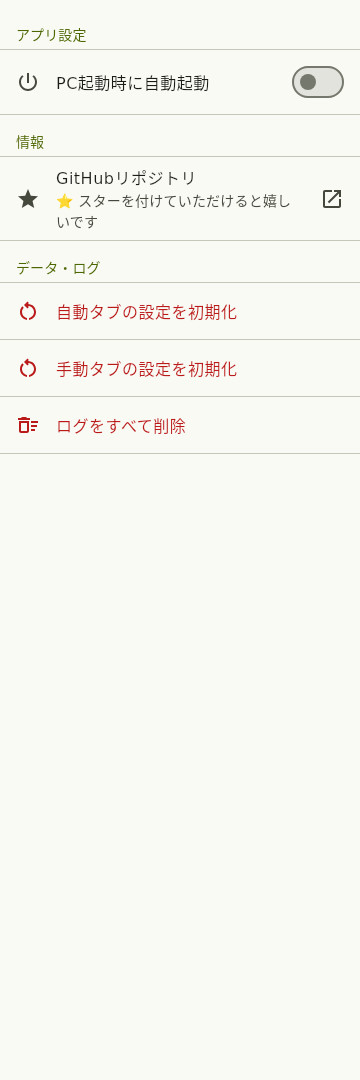 アプリ設定
PC起動時に自動起動
情報
GitHubリポジトリ
⭐ スターを付けていただけると嬉し
いです
データ・ログ
自動タブの設定を初期化
手動タブの設定を初期化
ログをすべて削除